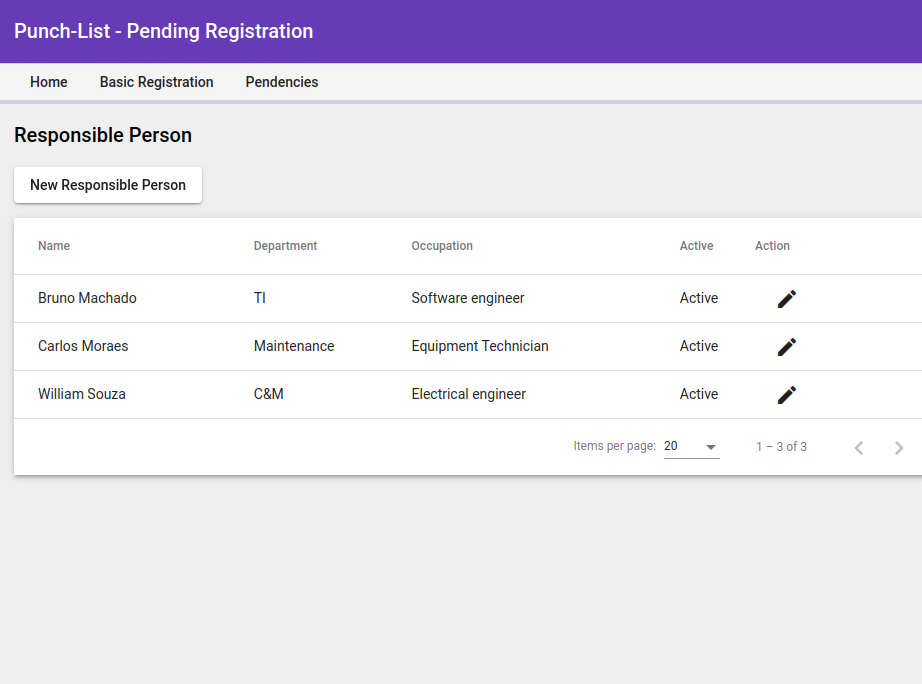 Punch-List - Pending Registration
Home Basic Registration Pendencies
Responsible Person
New Responsible Person
Name Department Occupation Active Action
Bruno Machado TI Software engineer Active
Carlos Moraes Maintenance Equipment Technician Active
William Souza C&M Electrical engineer Active
Items per page: 20 1 – 3 of 3